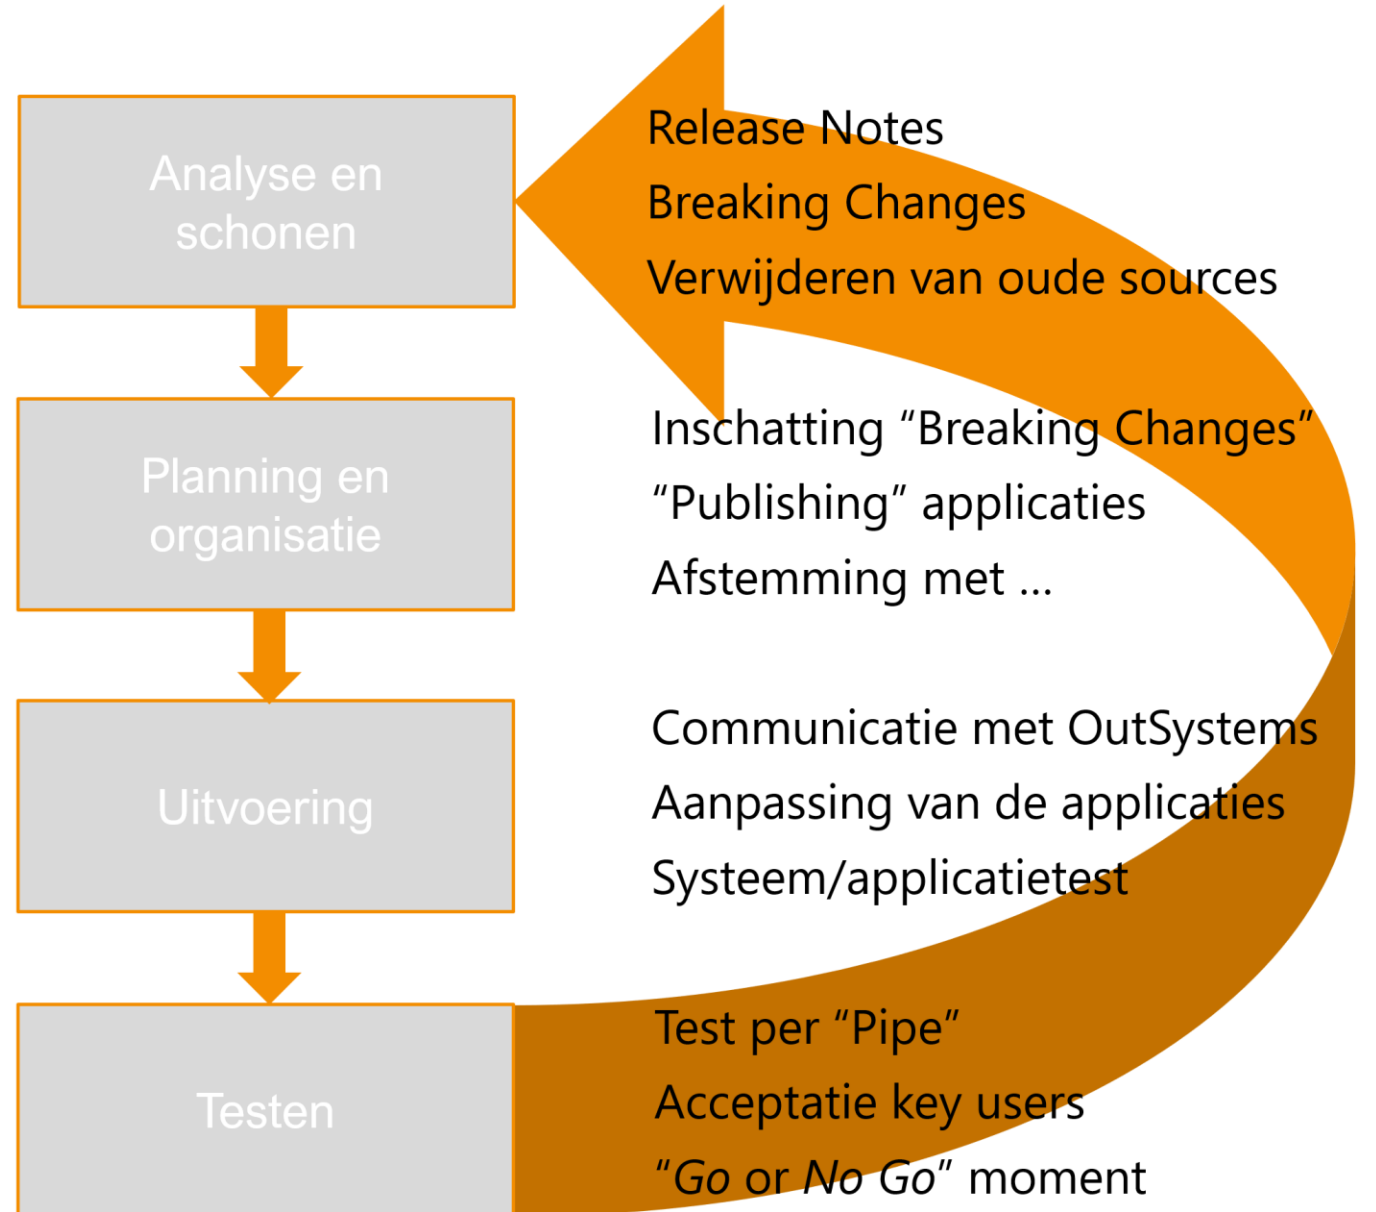 Analyse en
schonen
Release Notes
Breaking Changes
Verwijderen van oude sources
Planning en
organisatie
Inschatting “Breaking Changes”
“Publishing” applicaties
Afstemming met ...
Uitvoering
Communicatie met OutSystems
Aanpassing van de applicaties
Systeem/applicatietest
Testen
Test per “Pipe”
Acceptatie key users
“Go or No Go” moment